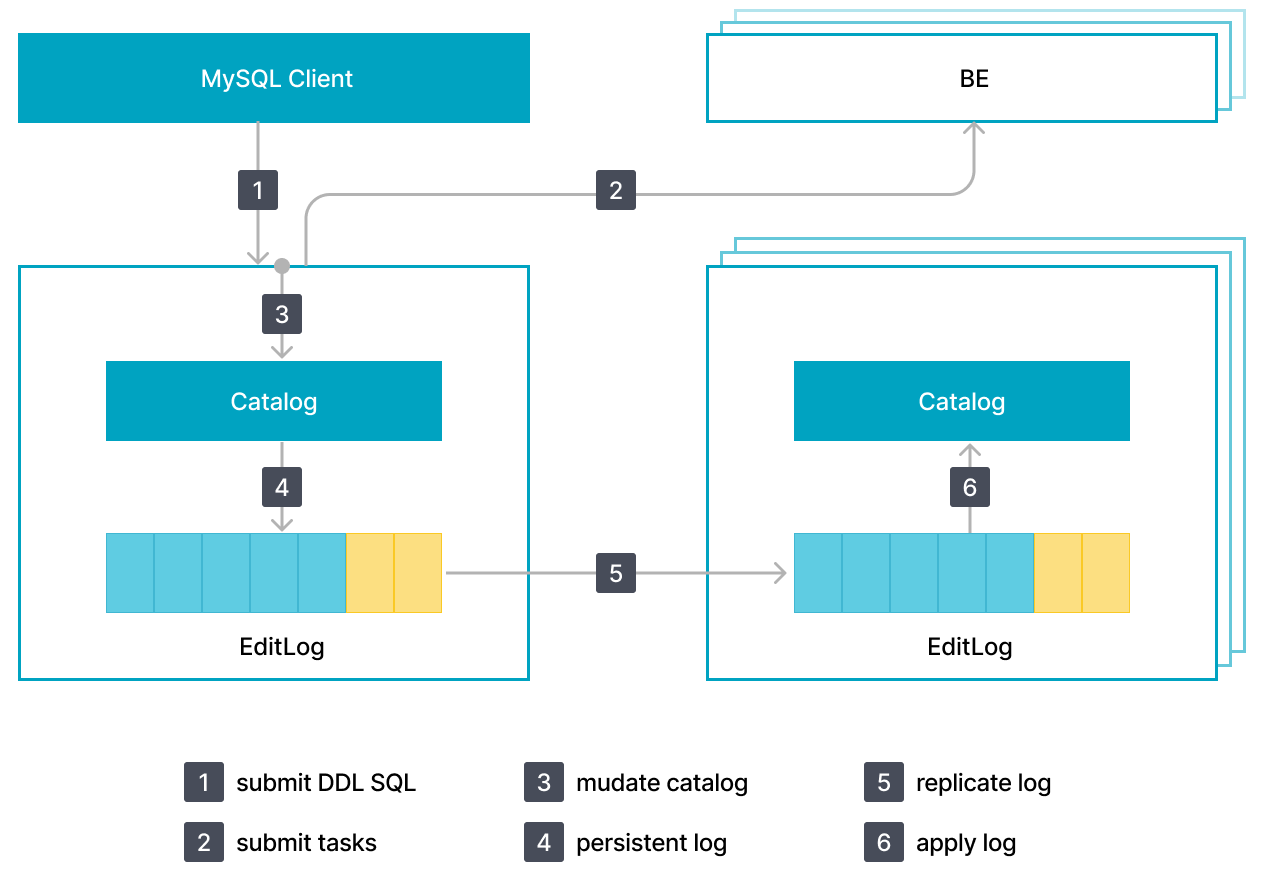 MySQL Client
BE
1
2
3
Catalog
Catalog
4
6
5
EditLog
EditLog
1 submit DDL SQL
3 mudate catalog
5 replicate log
2 submit tasks
4 persistent log
6 apply log